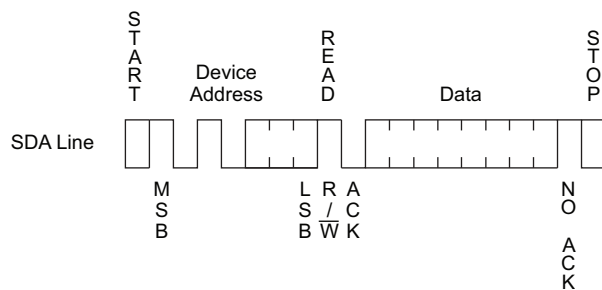 START
Device
Address
READ
Data
STOP
SDA Line
MSB
LSB
R/W
ACK
NO ACK